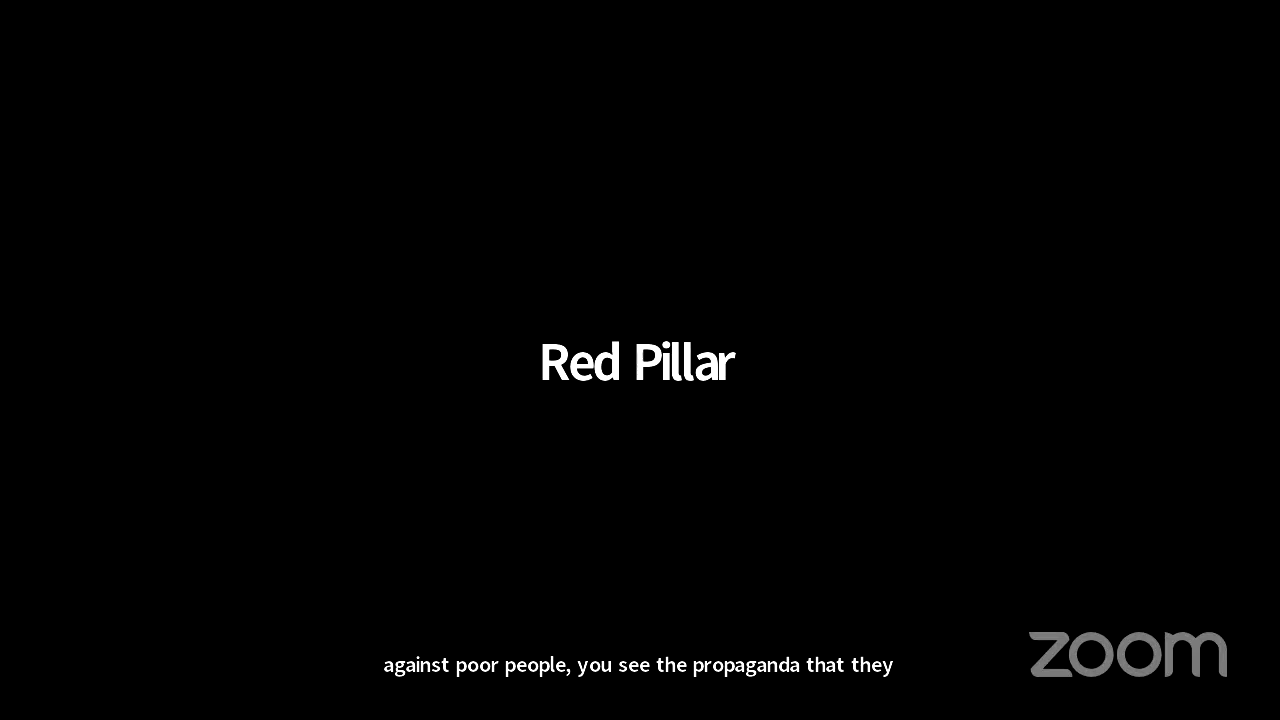 Red Pillar
against poor people, you see the propaganda that they
zoom